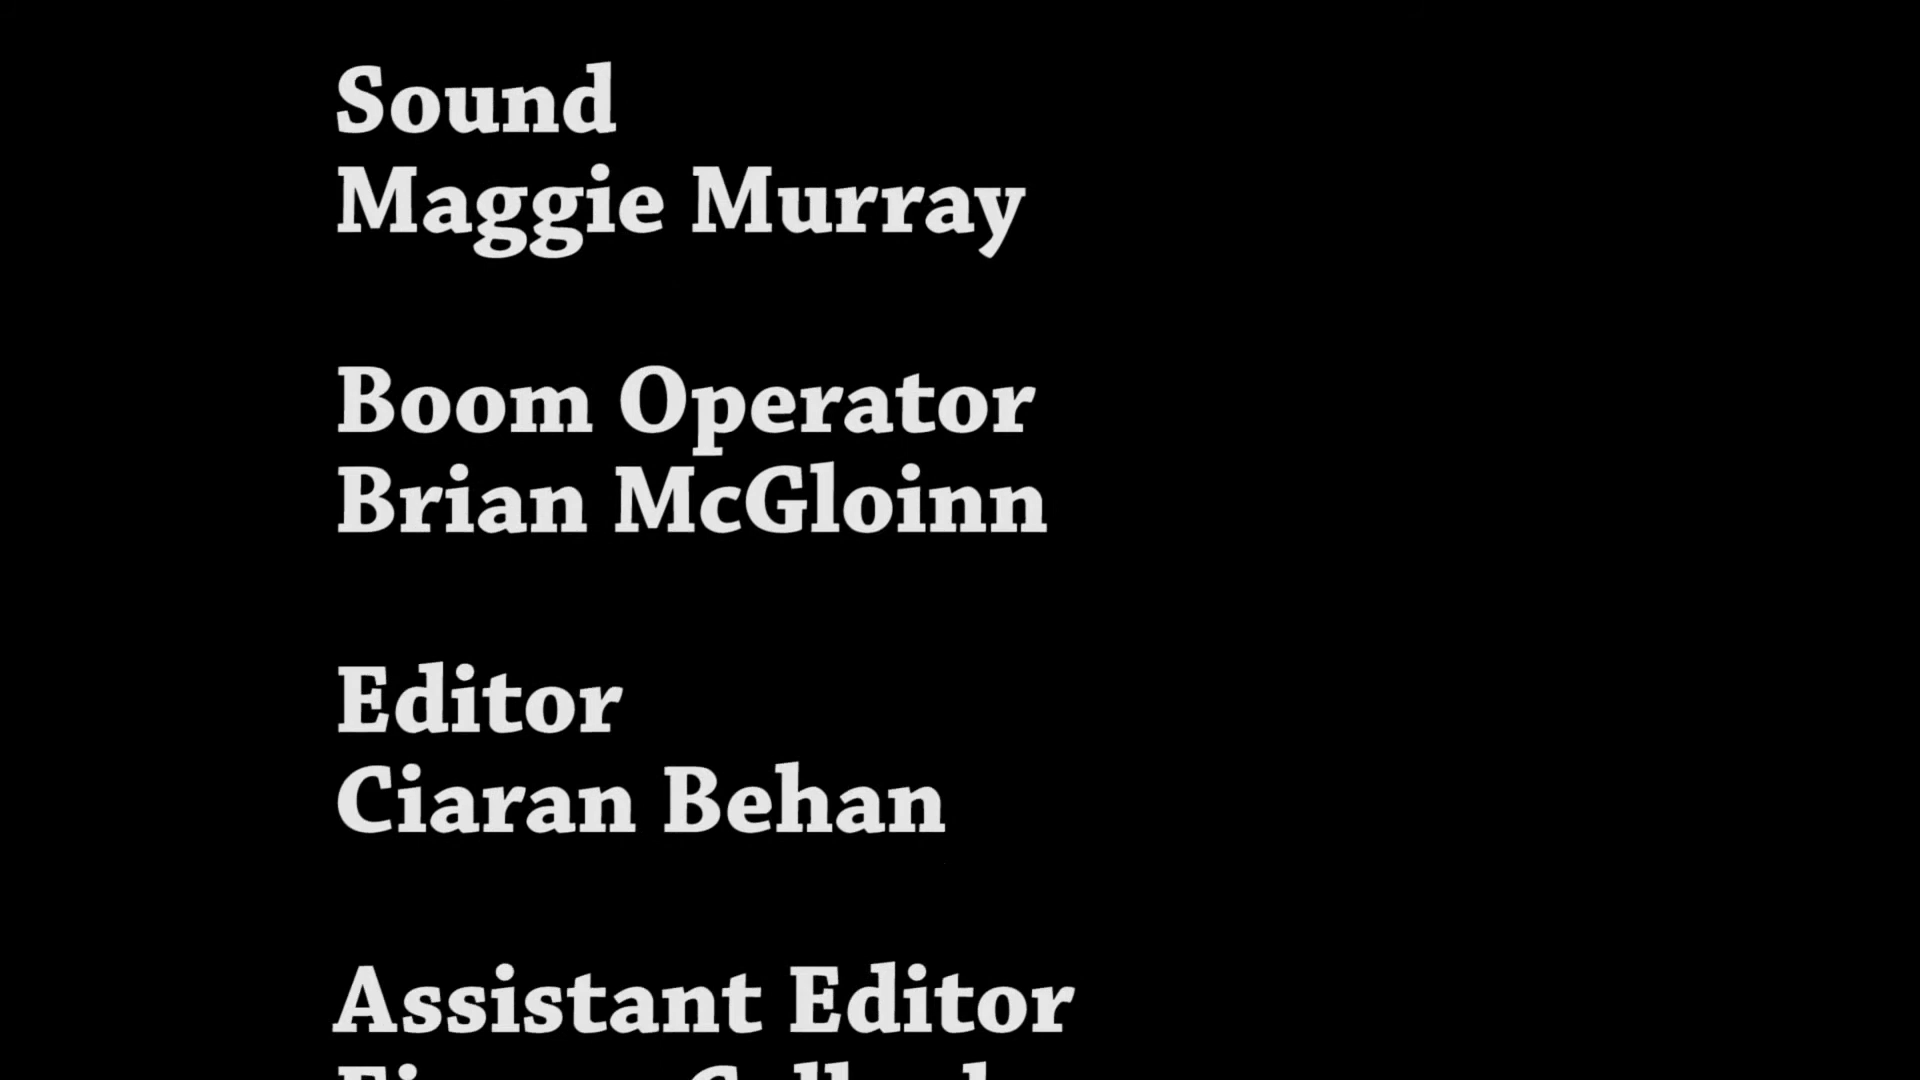 Sound
Maggie Murray
Boom Operator
Brian McGloinn
Editor
Ciaran Behan
Assistant Editor